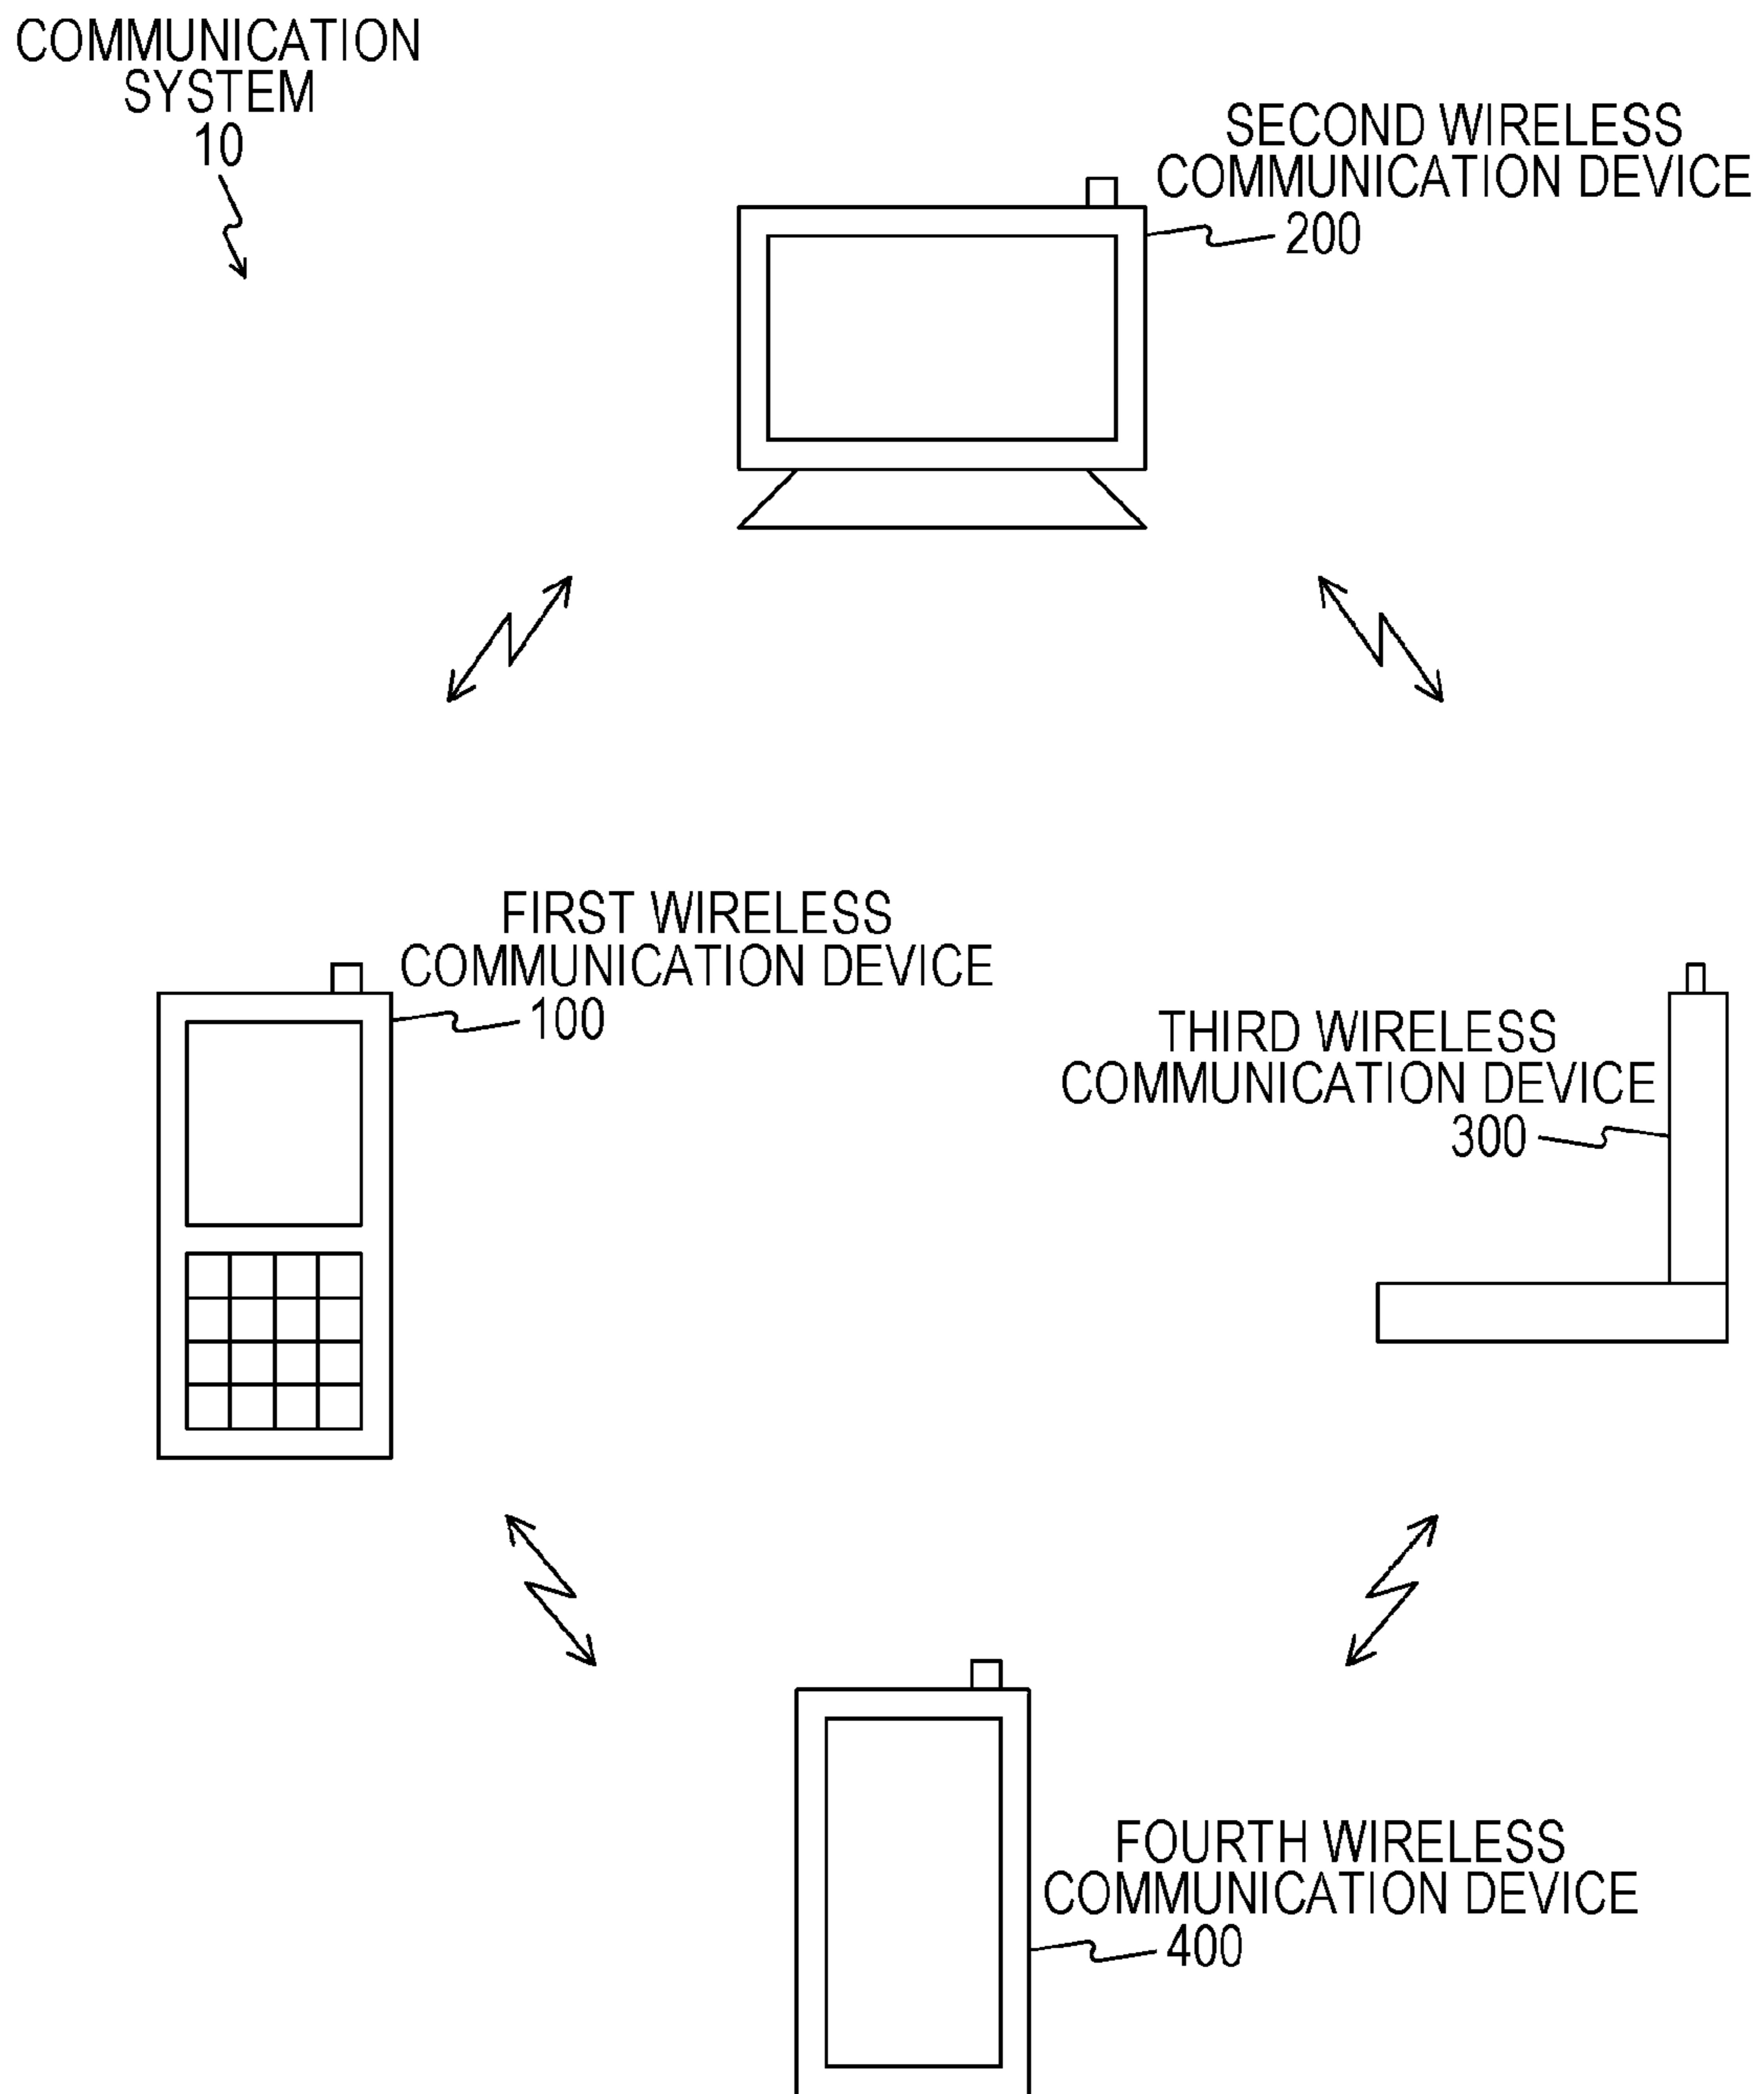 COMMUNICATION
SYSTEM
10
SECOND WIRELESS
COMMUNICATION DEVICE
200
FIRST WIRELESS
COMMUNICATION DEVICE
100
THIRD WIRELESS
COMMUNICATION DEVICE
300
FOURTH WIRELESS
COMMUNICATION DEVICE
400